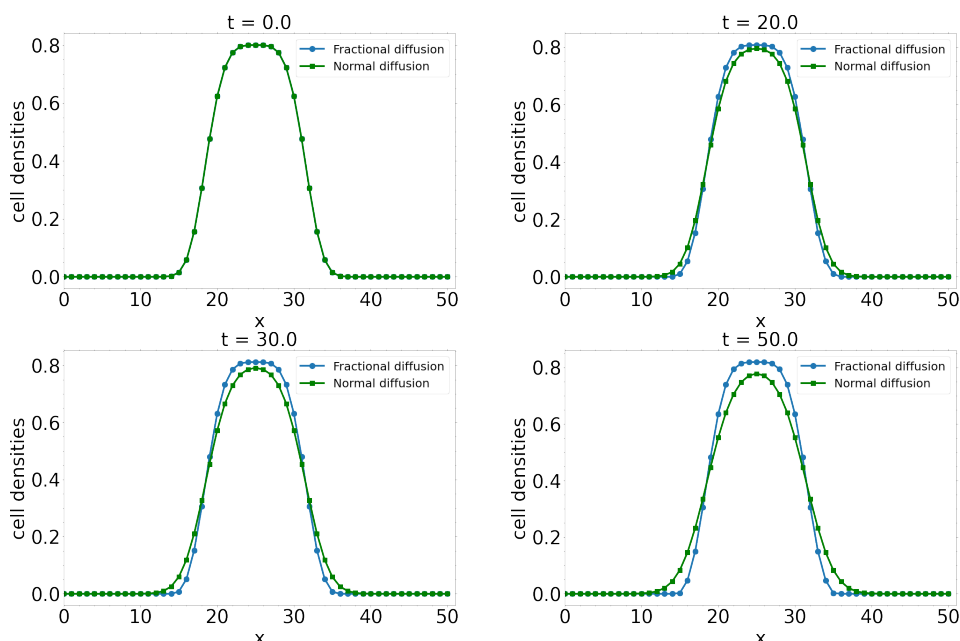 t = 0.0
cell densities
0.8
0.6
0.4
0.2
0.0
Fractional diffusion
Normal diffusion
0 10 20 30 40 50
x
t = 20.0
cell densities
0.8
0.6
0.4
0.2
0.0
Fractional diffusion
Normal diffusion
0 10 20 30 40 50
x
t = 30.0
cell densities
0.8
0.6
0.4
0.2
0.0
Fractional diffusion
Normal diffusion
0 10 20 30 40 50
x
t = 50.0
cell densities
0.8
0.6
0.4
0.2
0.0
Fractional diffusion
Normal diffusion
0 10 20 30 40 50
x